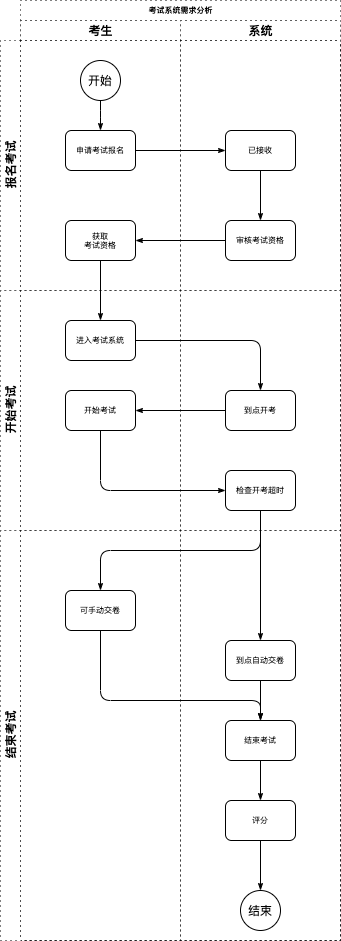 考试系统需求分析
考生
系统
报名考试
开始
申请考试报名
已接收
获取
考试资格
审核考试资格
开始考试
进入考试系统
开始考试
到点开考
检查开考超时
结束考试
可手动交卷
到点自动交卷
结束考试
评分
结束